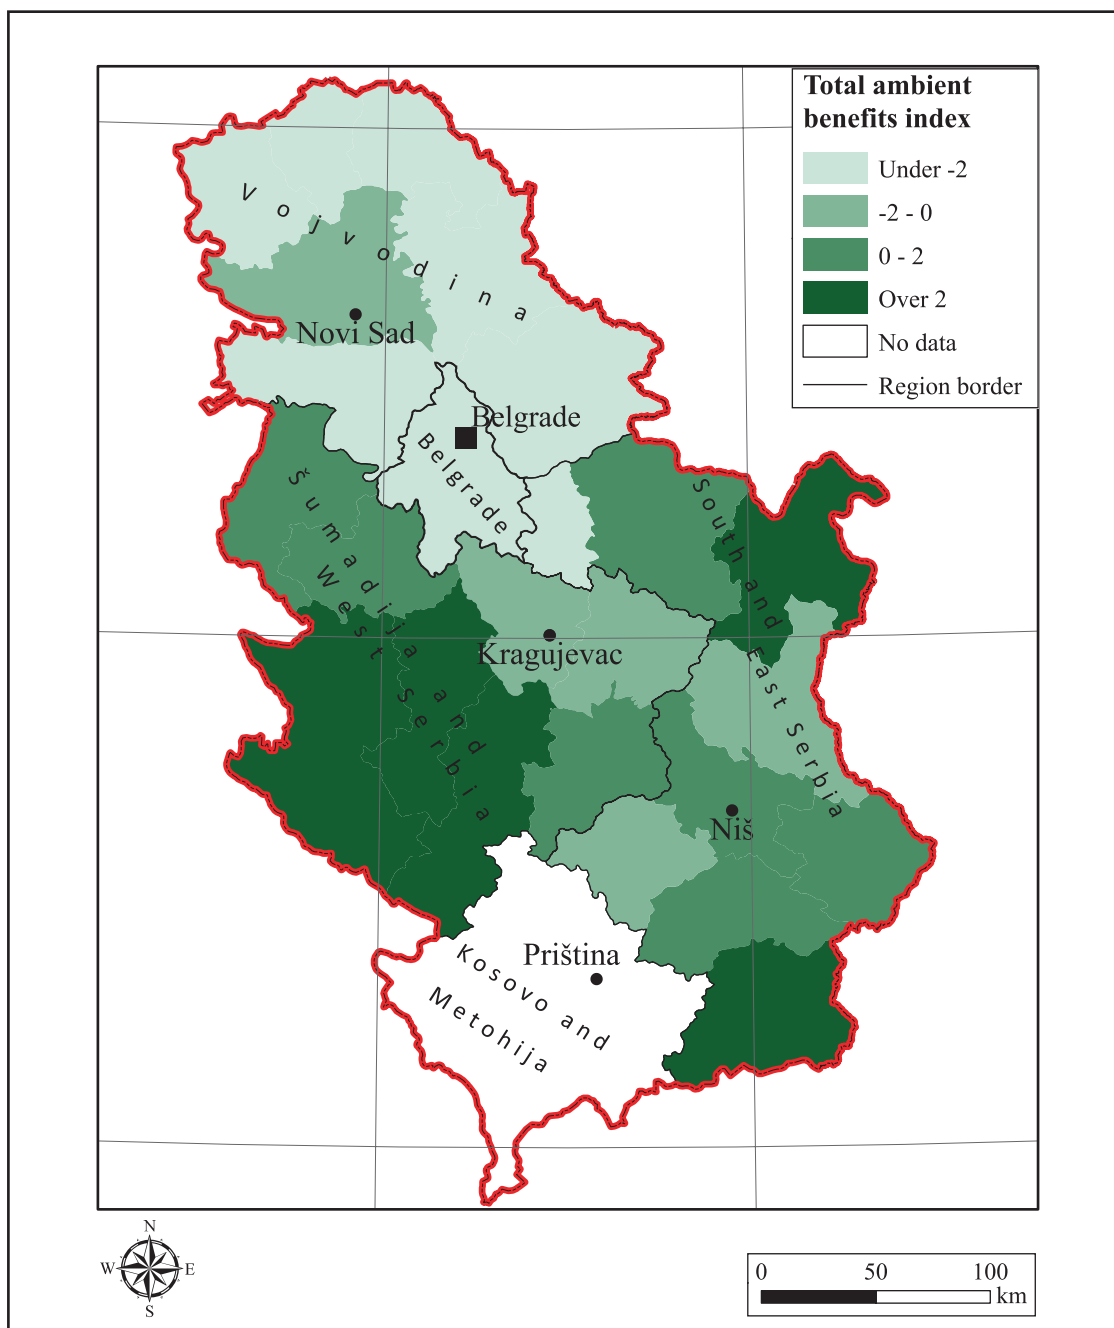 Total ambient
benefits index
Under -2
-2 - 0
0 - 2
Over 2
No data
Region border
Vojvodina
Novi Sad
Belgrade
Belgrade
Šumadija and
West Serbia
South and
East Serbia
Kragujevac
Niš
Priština
Kosovo and
Metohija
N
W E
S
0 50 100
km